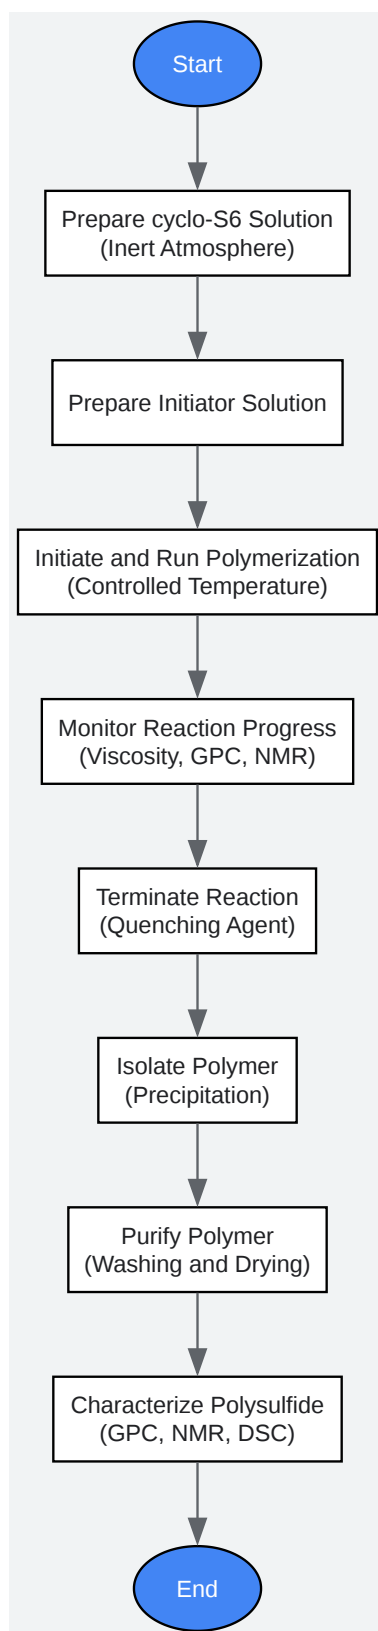 Start
Prepare cyclo-S6 Solution
(Inert Atmosphere)
Prepare Initiator Solution
Initiate and Run Polymerization
(Controlled Temperature)
Monitor Reaction Progress
(Viscosity, GPC, NMR)
Terminate Reaction
(Quenching Agent)
Isolate Polymer
(Precipitation)
Purify Polymer
(Washing and Drying)
Characterize Polysulfide
(GPC, NMR, DSC)
End